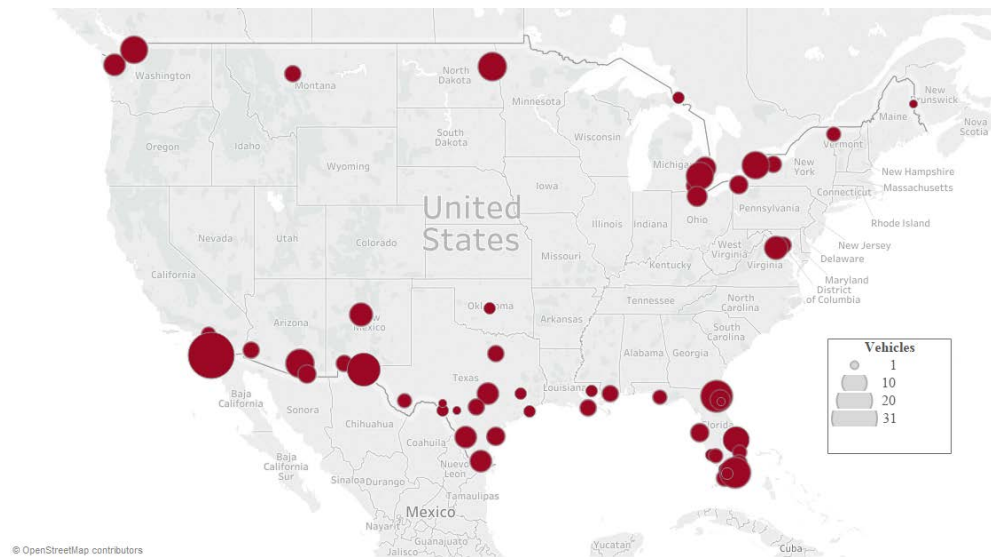 New
Brunswick
Maine
Nova
Scotia
Washington
Montana
North
Dakota
Minnesota
Vermont
Oregon
Idaho
South
Dakota
Wisconsin
Michigan
New
York
New Hampshire
Massachusetts
Wyoming
Iowa
Connecticut
Pennsylvania
Rhode Island
United
States
Nevada
Utah
Colorado
Illinois
Indiana
Ohio
New Jersey
Delaware
Maryland
District
of Columbia
California
Missouri
West
Virginia
Virginia
Kentucky
Arizona
New
Mexico
Oklahoma
Arkansas
Tennessee
North
Carolina
South
Carolina
Alabama
Georgia
Vehicles
1
10
20
31
Texas
Louisiana
Florida
Baja
California
Sonora
Chihuahua
Coahuila
Baja
California
Sur
Sinaloa
Durango
Nuevo
León
Tamaulipas
Mexico
Nayarit
Guanajuato
Jalisco
Yucatan
Cuba
© OpenStreetMap contributors